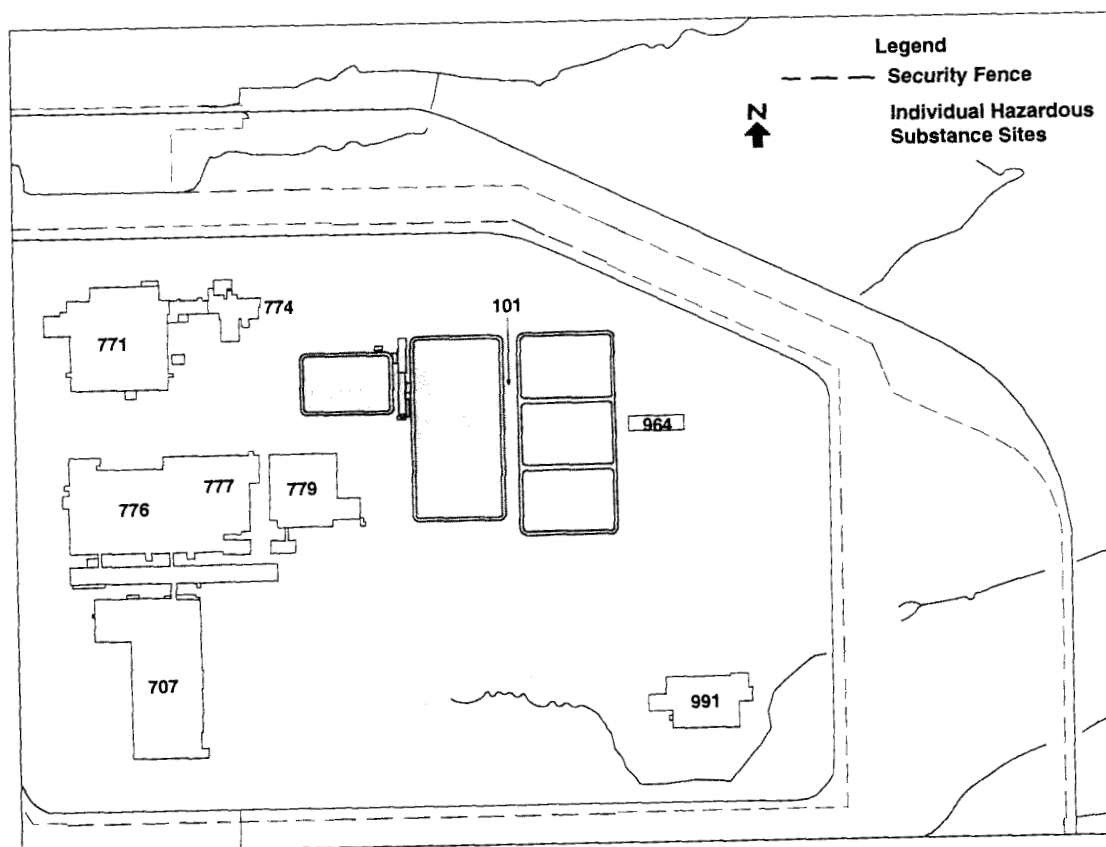 Legend
Security Fence
N
Individual Hazardous
Substance Sites
774
101
771
964
777
779
776
707
991